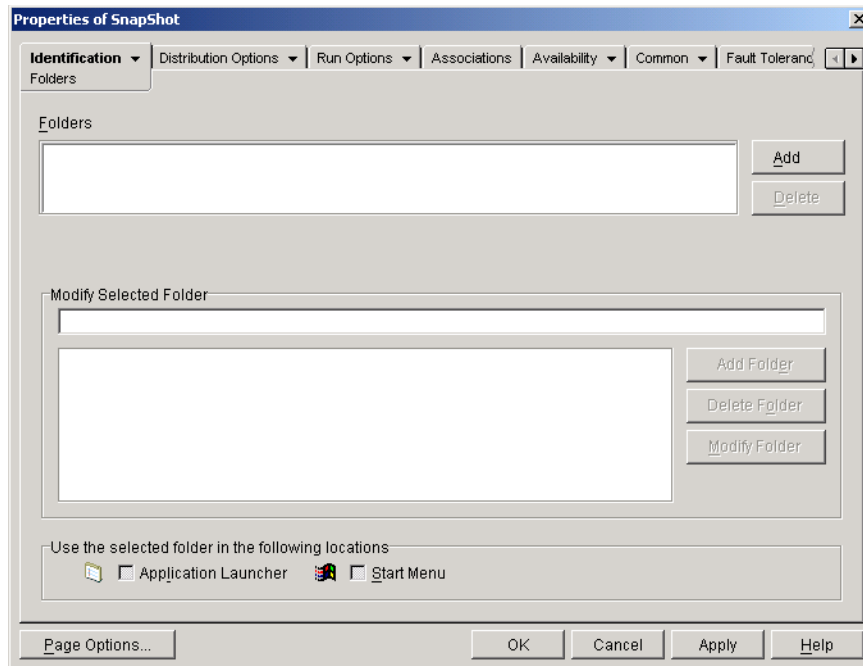 Properties of SnapShot
Identification Distribution Options Run Options Associations Availability Common Fault Toleranc
Folders
Folders
Add
Delete
Modify Selected Folder
Add Folder
Delete Folder
Modify Folder
Use the selected folder in the following locations
Application Launcher Start Menu
Page Options... OK Cancel Apply Help